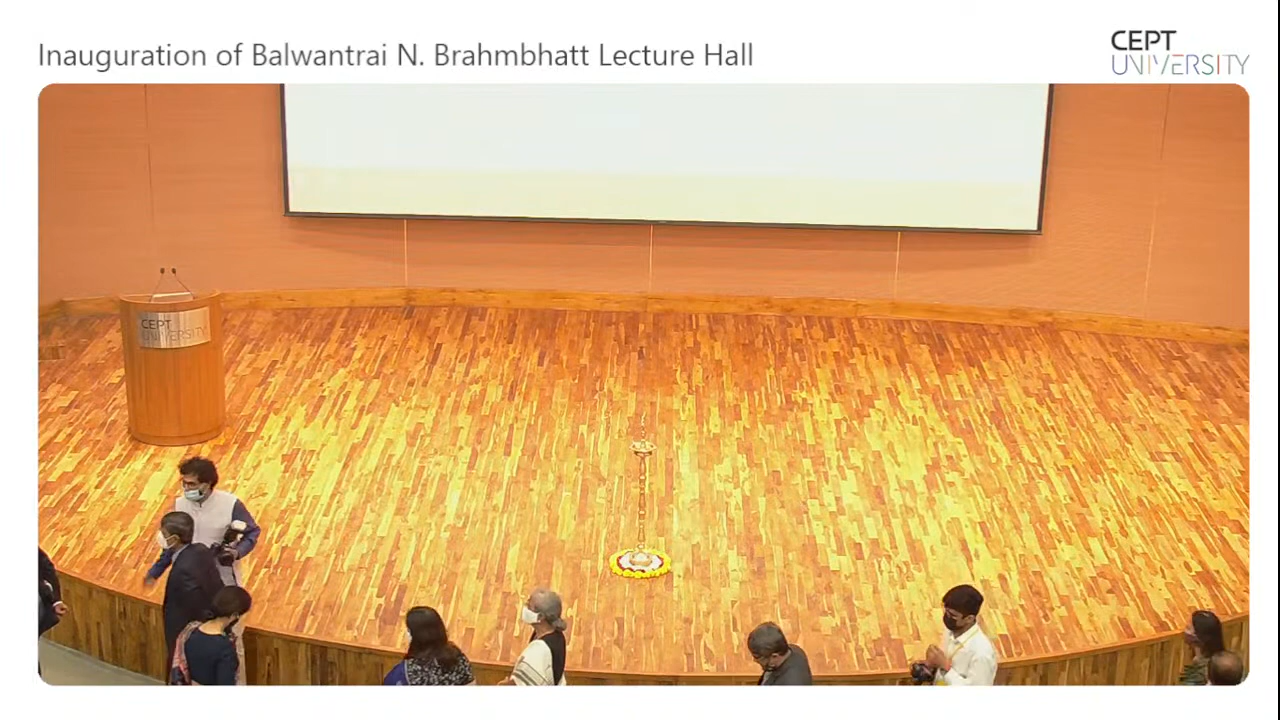 Inauguration of Balwantrai N. Brahmbhatt Lecture Hall
CEPT
UNIVERSITY
CEPT
UNIVERSITY